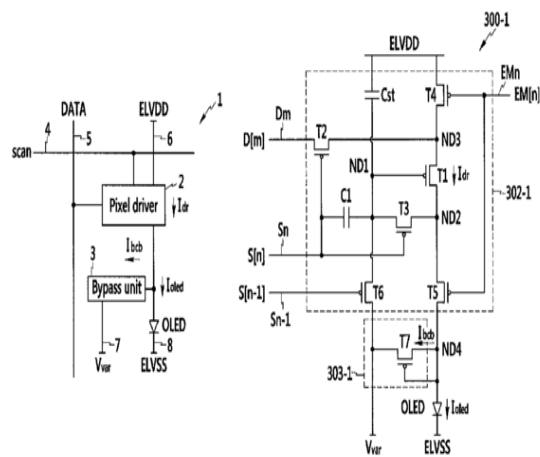 300-1
ELVDD
DATA
ELVDD
1
Cst
T4
EMn
EM[n]
4
5
6
Dm
T2
scan
D[m]
ND3
ND1
T1
Idr
2
Pixel driver
Idr
302-1
C1
T3
Sn
ND2
Ibcb
3
S[n]
Bypass unit
Ioled
S[n-1]
T6
T5
Sn-1
OLED
T7
Ibcb
ND4
7
8
303-1
Vvar
ELVSS
OLED
Ioled
Vvar
ELVSS